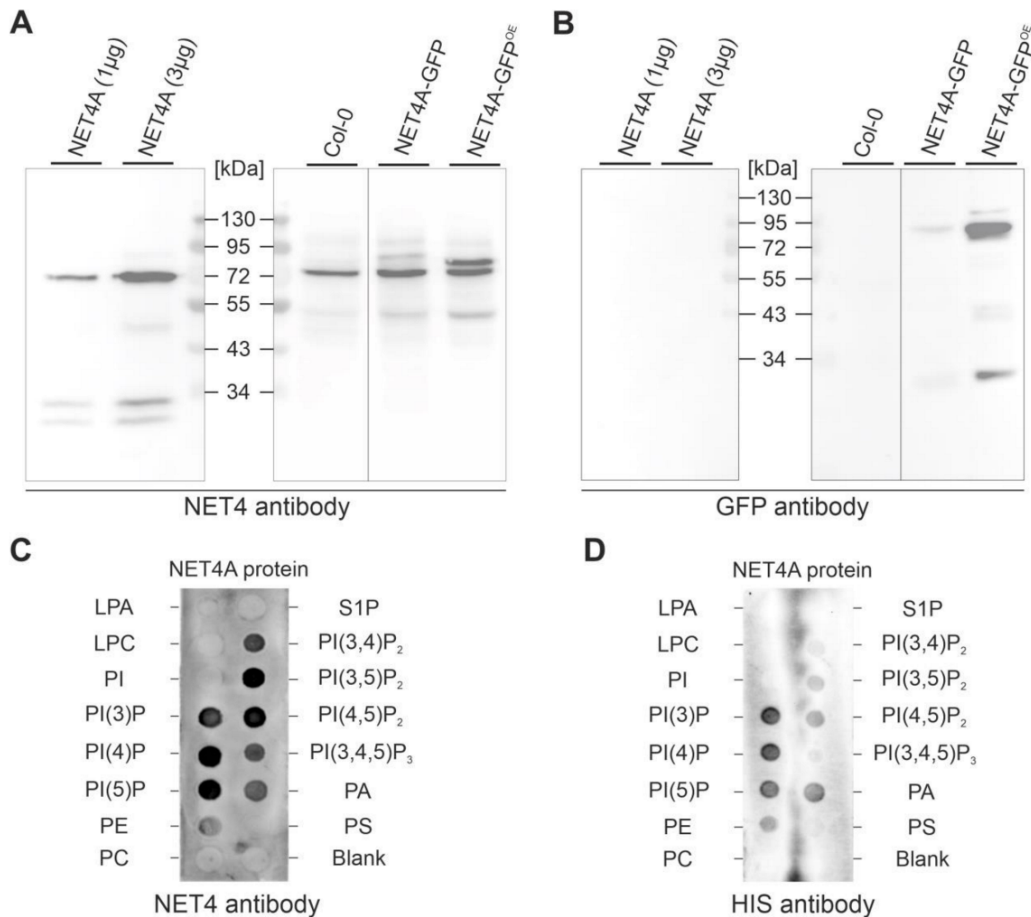 A
B
NET4A (1µg)
NET4A (3µg)
Col-0
NET4A-GFP
NET4A-GFP^OE
NET4A (1µg)
NET4A (3µg)
Col-0
NET4A-GFP
NET4A-GFP^OE
[kDa]
130
95
72
55
43
34
[kDa]
130
95
72
55
43
34
NET4 antibody
GFP antibody
C
NET4A protein
LPA
S1P
LPC
PI(3,4)P₂
PI
PI(3,5)P₂
PI(3)P
PI(4,5)P₂
PI(4)P
PI(3,4,5)P₃
PI(5)P
PA
PE
PS
PC
Blank
NET4 antibody
D
NET4A protein
LPA
S1P
LPC
PI(3,4)P₂
PI
PI(3,5)P₂
PI(3)P
PI(4,5)P₂
PI(4)P
PI(3,4,5)P₃
PI(5)P
PA
PE
PS
PC
Blank
HIS antibody